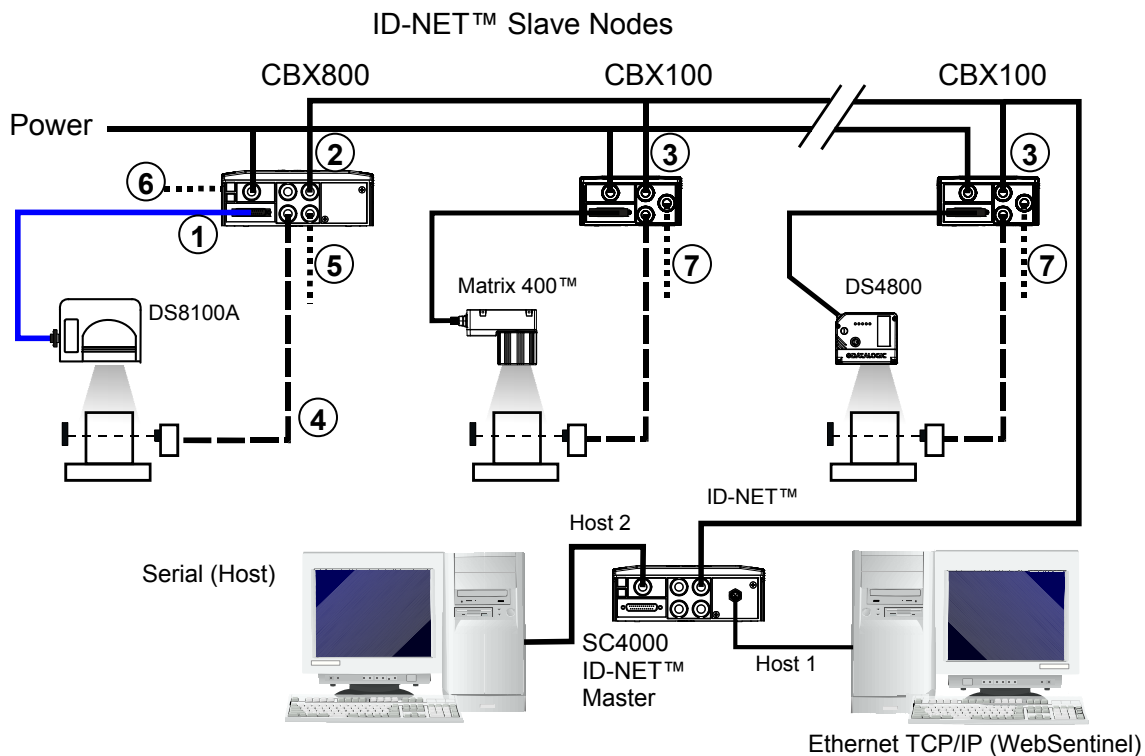 ID-NET™ Slave Nodes
CBX800
CBX100
CBX100
Power
2
3
3
6
1
5
7
7
DS8100A
Matrix 400™
DS4800
DATALOGIC
4
ID-NET™
Host 2
Serial (Host)
SC4000
ID-NET™
Master
Host 1
Ethernet TCP/IP (WebSentinel)